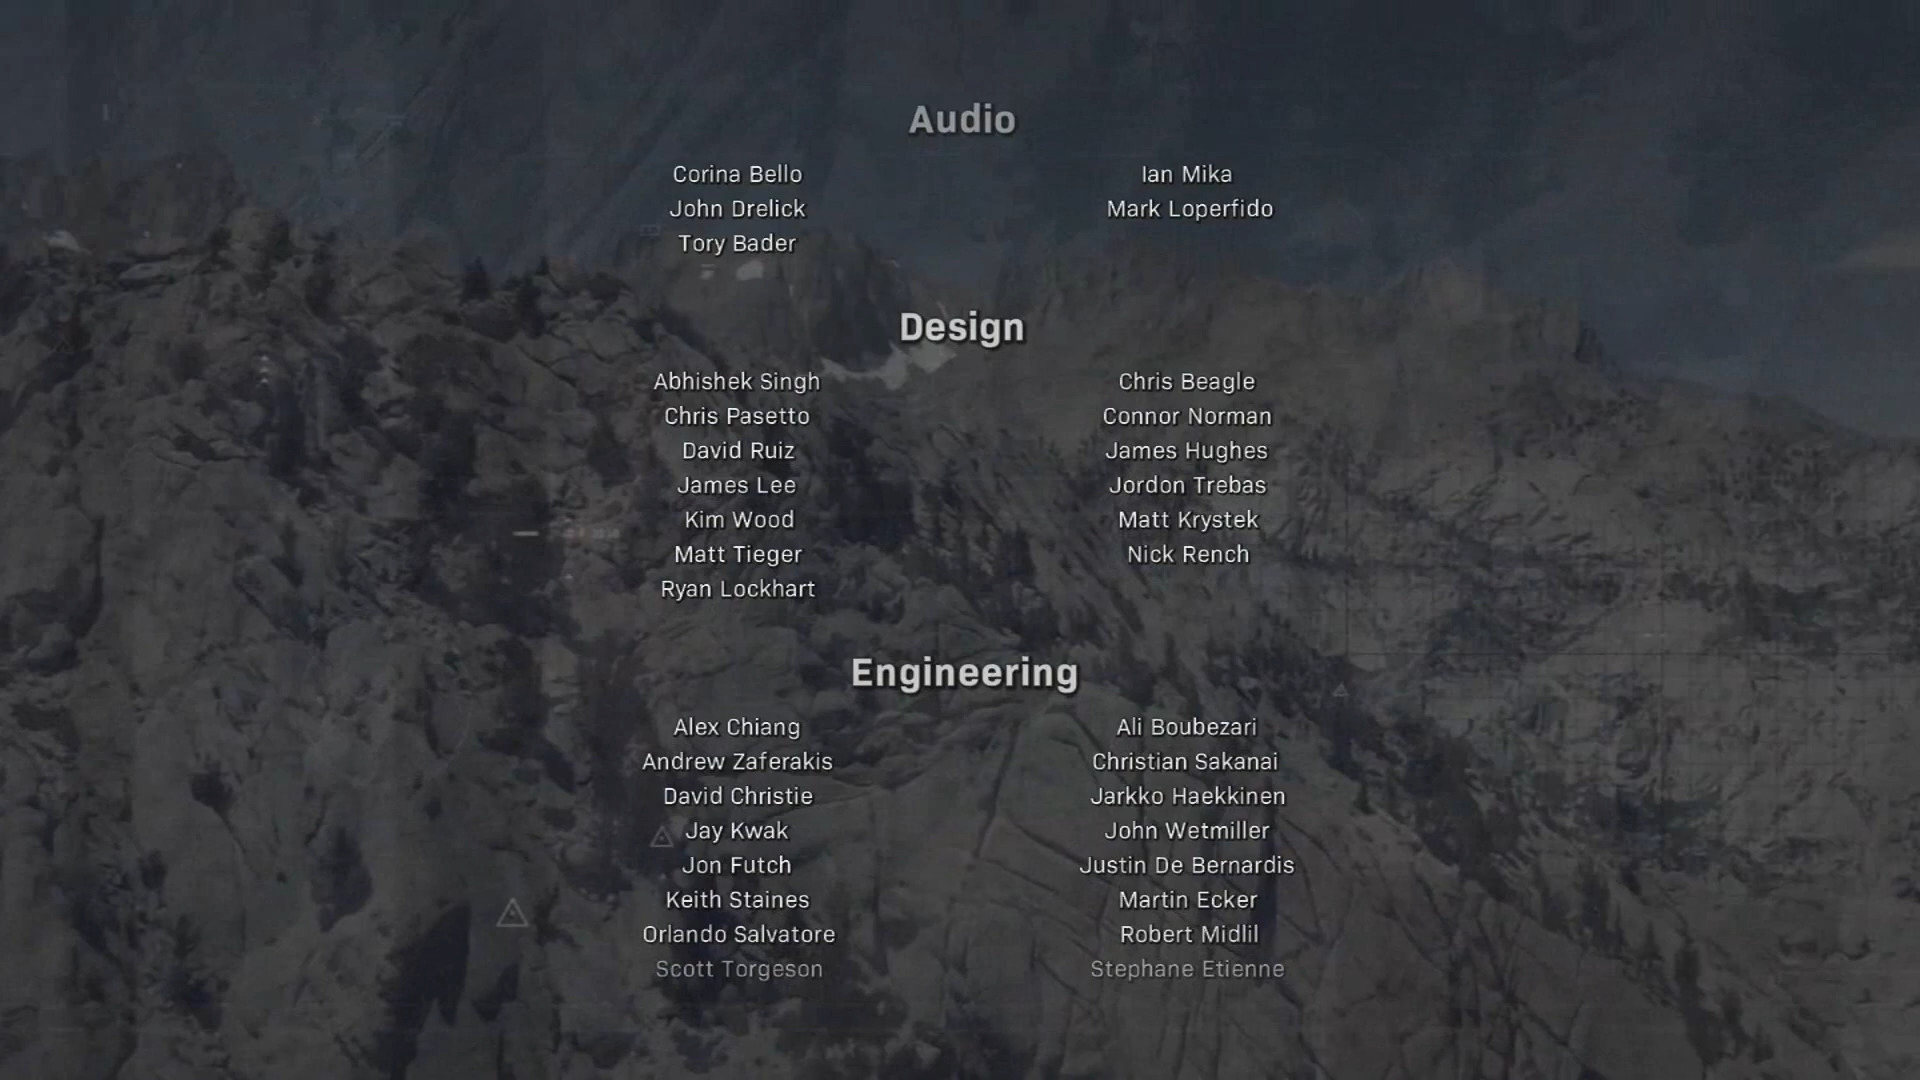 Audio
Corina Bello Ian Mika
John Drelick Mark Loperfido
Tory Bader
Design
Abhishek Singh Chris Beagle
Chris Pasetto Connor Norman
David Ruiz James Hughes
James Lee Jordon Trebas
Kim Wood Matt Krystek
Matt Tieger Nick Rench
Ryan Lockhart
Engineering
Alex Chiang Ali Boubezari
Andrew Zaferakis Christian Sakanai
David Christie Jarkko Haekkinen
Jay Kwak John Wetmiller
Jon Futch Justin De Bernardis
Keith Staines Martin Ecker
Orlando Salvatore Robert Midlil
Scott Torgeson Stephane Etienne